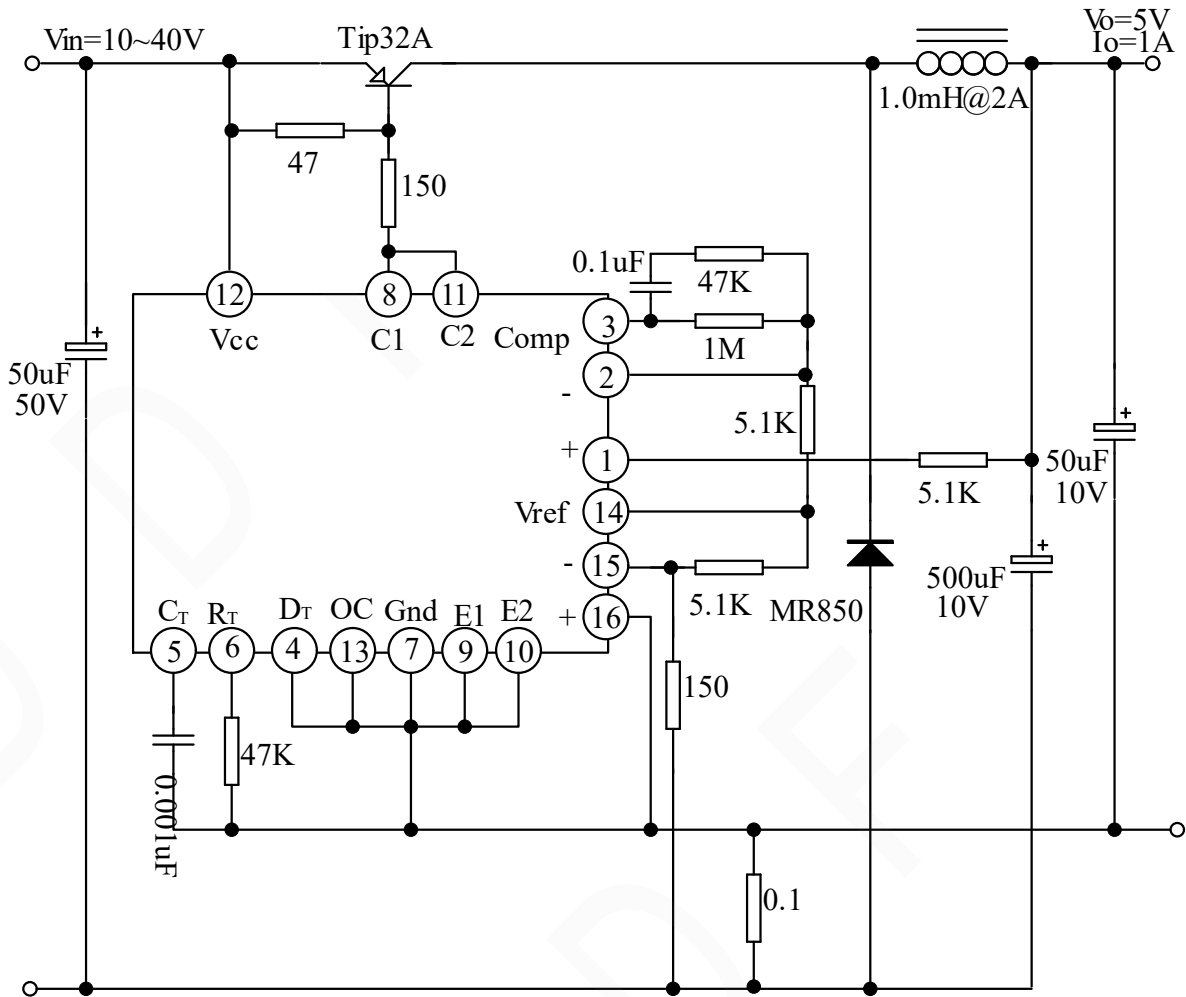 Vin=10~40V
Tip32A
Vo=5V
Io=1A
1.0mH@2A
47
150
0.1uF
47K
12
8
11
3
Vcc
C1
C2
Comp
1M
2
-
50uF
50V
5.1K
+
+
+
1
5.1K
50uF
10V
Vref
14
-
15
+
5.1K
MR850
500uF
10V
+
16
CT
RT
DT
OC
Gnd
E1
E2
5
6
4
13
7
9
10
150
47K
0.001uF
0.1